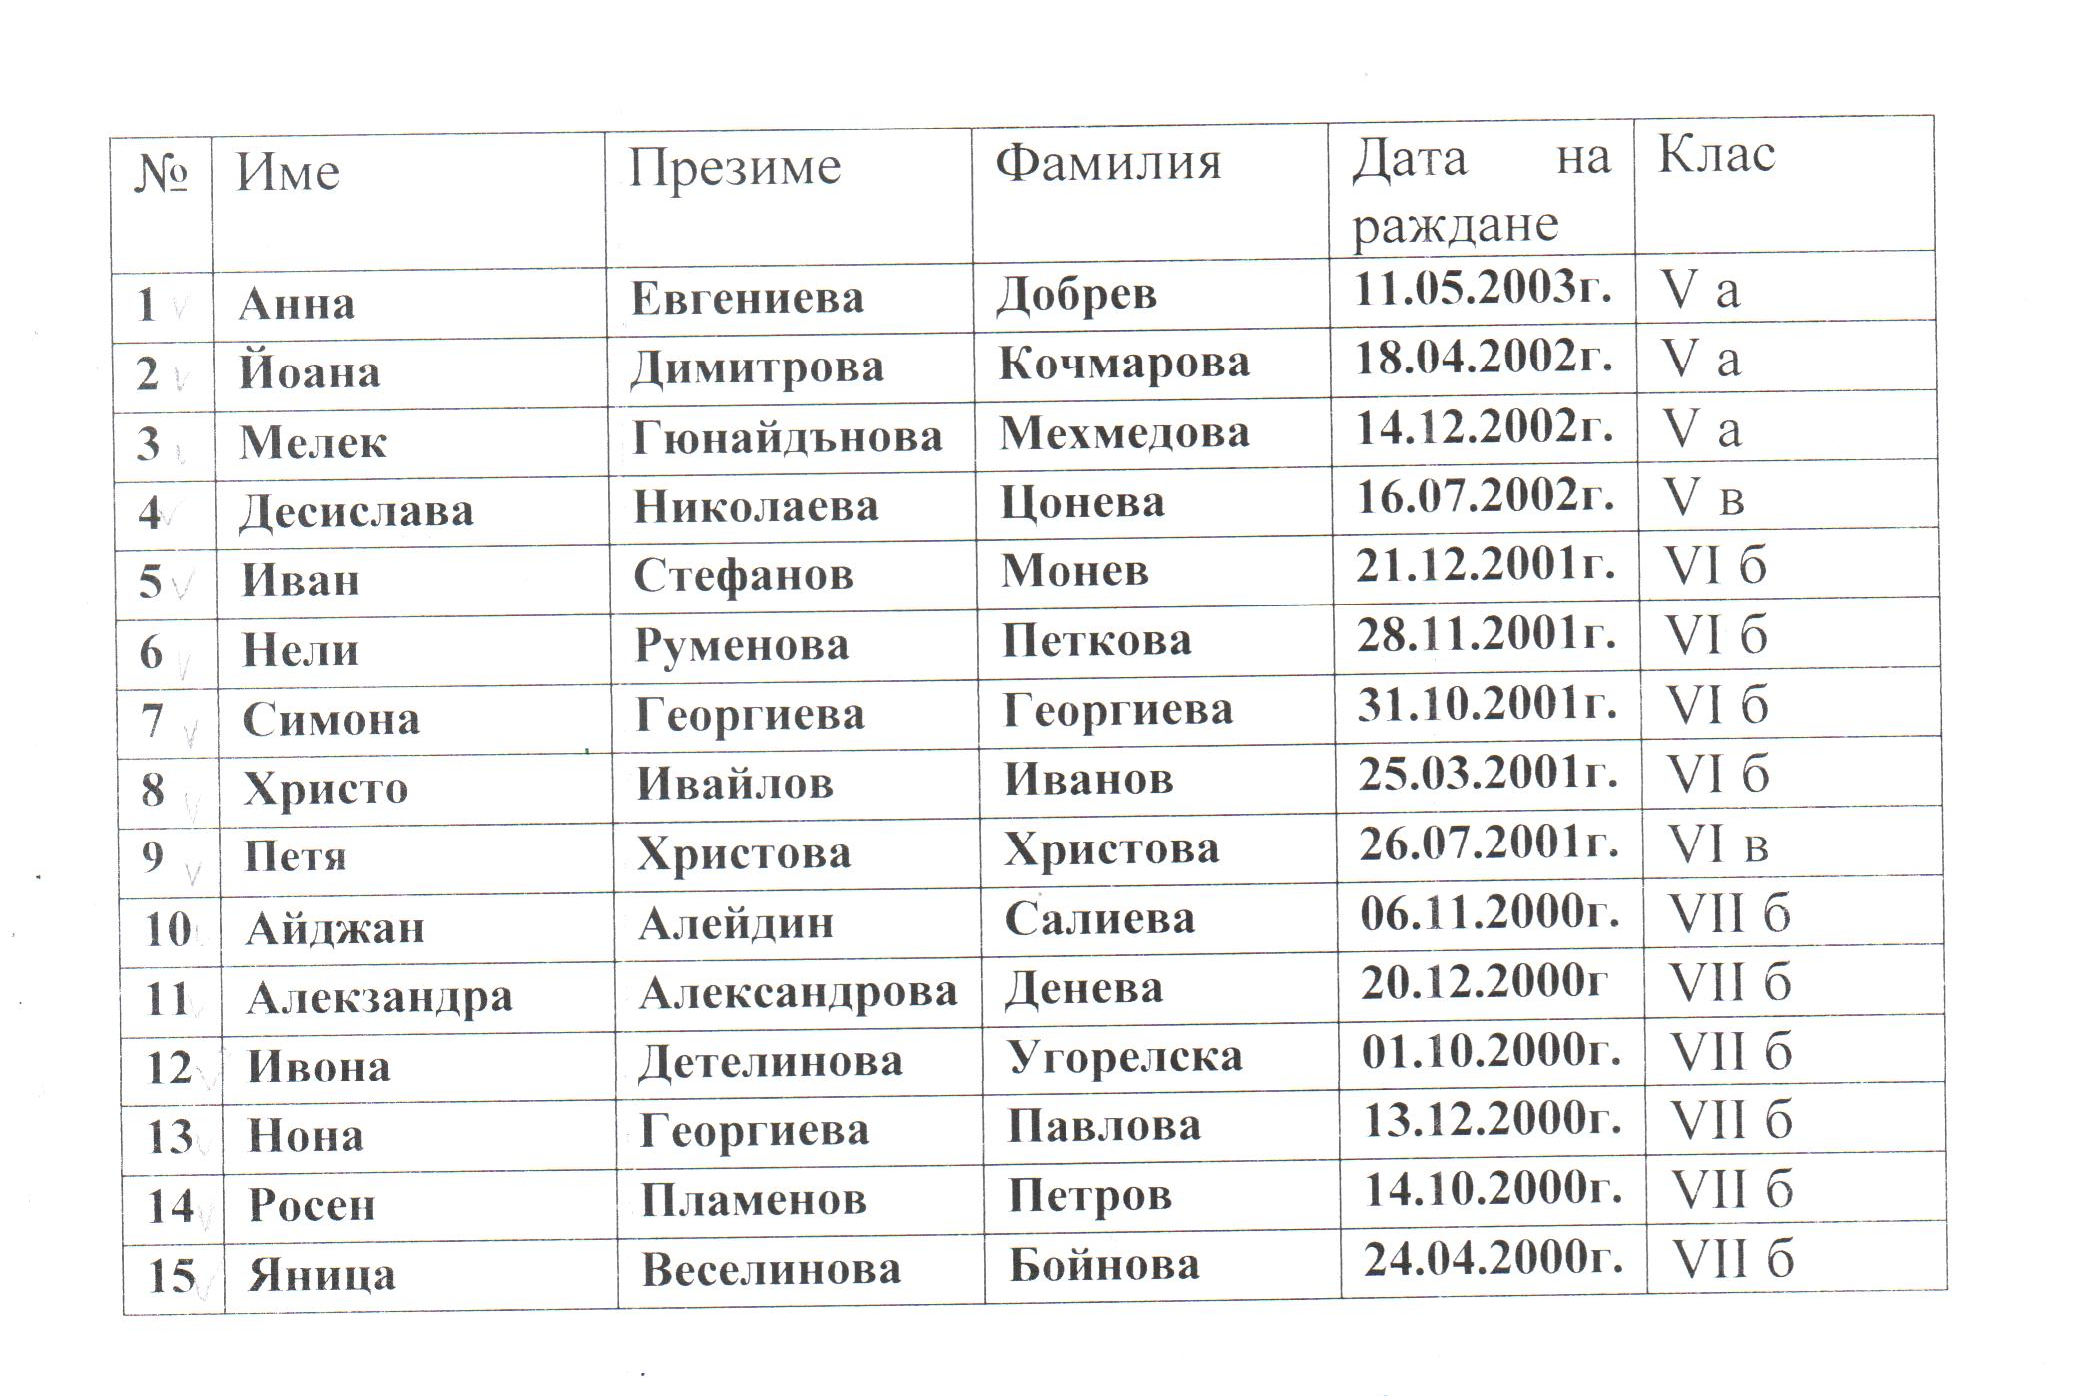 № Име Презиме Фамилия Дата на раждане Клас
1 Анна Евгениева Добрев 11.05.2003г. V а
2 Йоана Димитрова Кочмарова 18.04.2002г. V а
3 Мелек Гюнайдънова Мехмедова 14.12.2002г. V а
4 Десислава Николаева Цонева 16.07.2002г. V в
5 Иван Стефанов Монев 21.12.2001г. VI б
6 Нели Руменова Петкова 28.11.2001г. VI б
7 Симона Георгиева Георгиева 31.10.2001г. VI б
8 Христо Ивайлов Иванов 25.03.2001г. VI б
9 Петя Христова Христова 26.07.2001г. VI в
10 Айджан Алейдин Салиева 06.11.2000г. VII б
11 Алекзандра Александрова Денева 20.12.2000г VII б
12 Ивона Детелинова Угорелска 01.10.2000г. VII б
13 Нона Георгиева Павлова 13.12.2000г. VII б
14 Росен Пламенов Петров 14.10.2000г. VII б
15 Яница Веселинова Бойнова 24.04.2000г. VII б